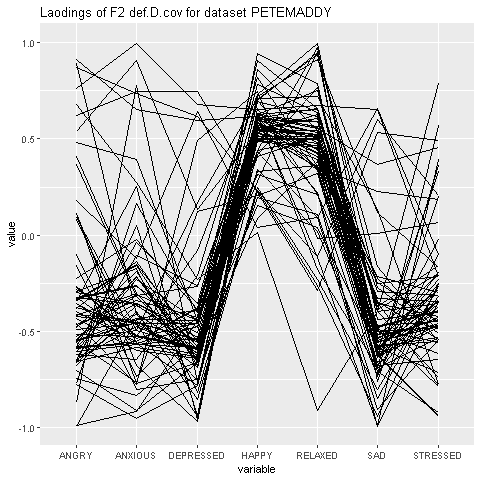 Laodings of F2 def.D.cov for dataset PETEMADDY
1.0
0.5
0.0
-0.5
-1.0
value
ANGRY ANXIOUS DEPRESSED HAPPY RELAXED SAD STRESSED
variable